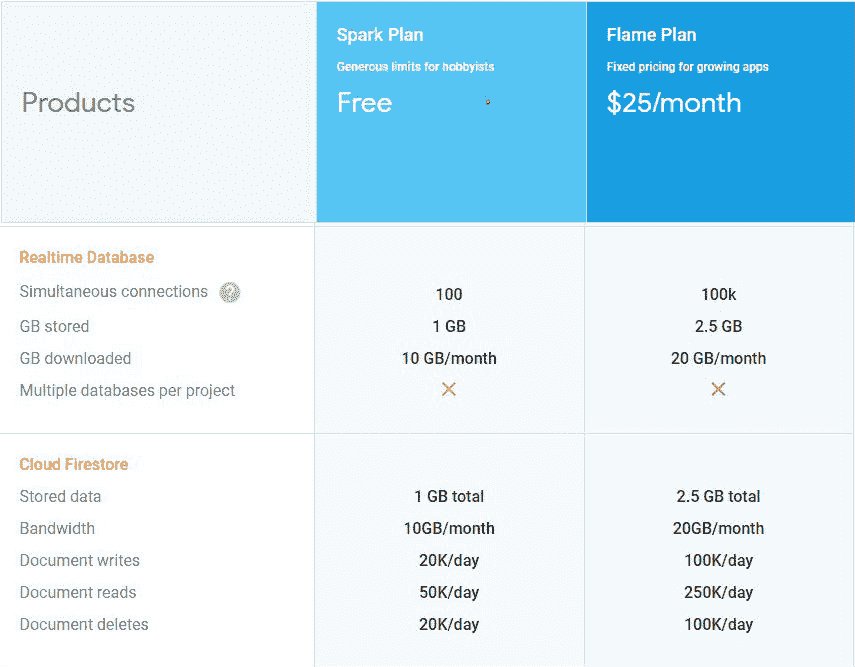 Products
Spark Plan
Generous limits for hobbyists
Free
Flame Plan
Fixed pricing for growing apps
$25/month
Realtime Database
Simultaneous connections ?
100
100k
GB stored
1 GB
2.5 GB
GB downloaded
10 GB/month
20 GB/month
Multiple databases per project
Cloud Firestore
Stored data
1 GB total
2.5 GB total
Bandwidth
10GB/month
20GB/month
Document writes
20K/day
100K/day
Document reads
50K/day
250K/day
Document deletes
20K/day
100K/day